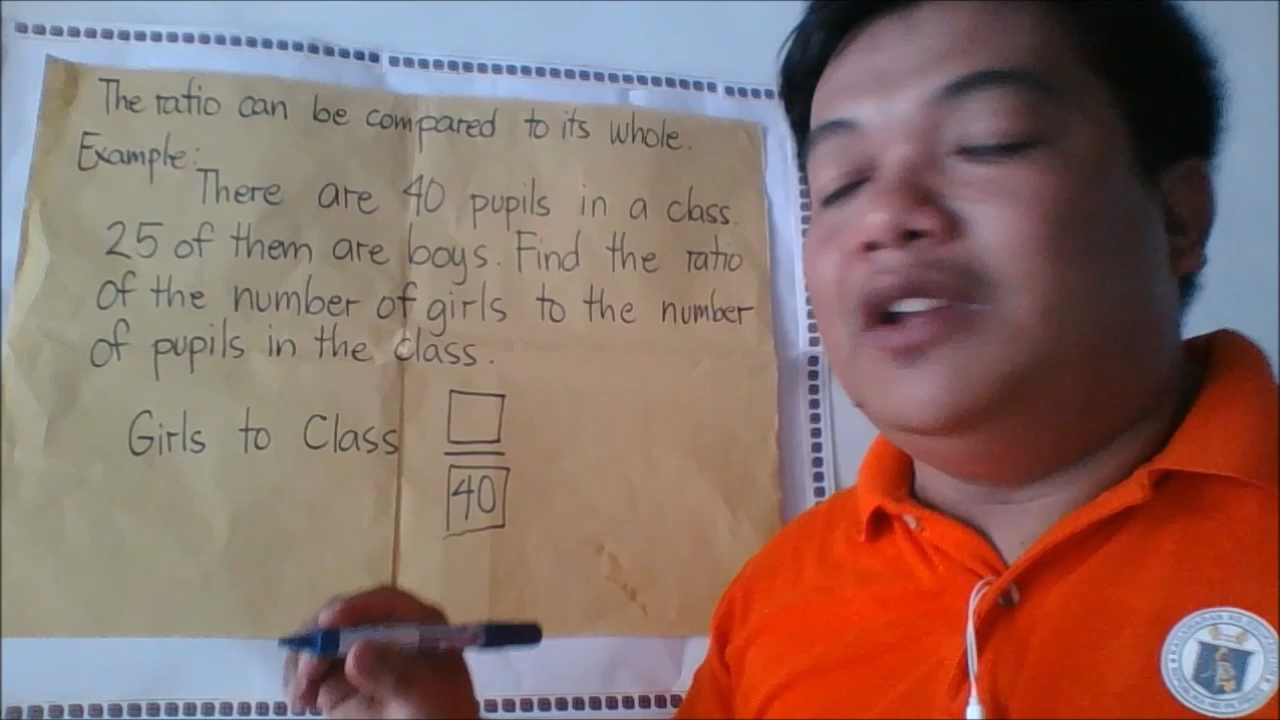 The ratio can be compared to its whole.
Example:
There are 40 pupils in a class.
25 of them are boys. Find the ratio
of the number of girls to the number
of pupils in the class.
Girls to Class
40